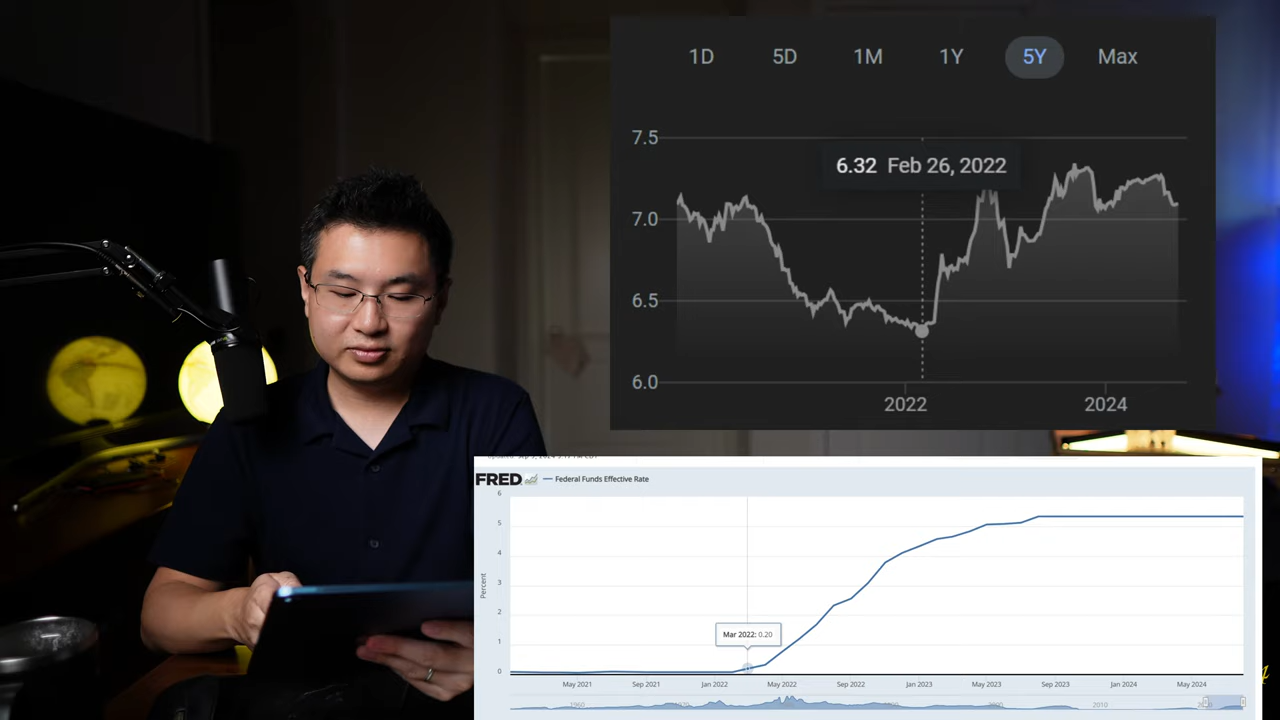 1D 5D 1M 1Y 5Y Max
7.5
6.32 Feb 26, 2022
7.0
6.5
6.0
2022 2024
FRED — Federal Funds Effective Rate
6
5
4
3
2
1
0
Percent
Mar 2022: 0.20
May 2021 Sep 2021 Jan 2022 May 2022 Sep 2022 Jan 2023 May 2023 Sep 2023 Jan 2024 May 2024
1960 2010